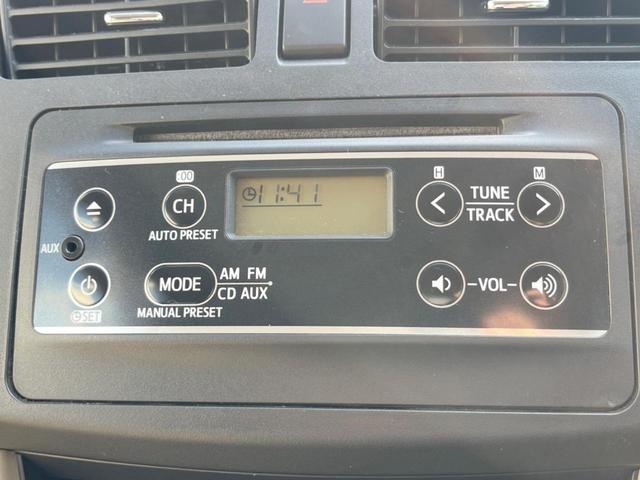 :00
H
M
CH
11:41
TUNE
TRACK
AUTO PRESET
AUX
MODE
AM FM
CD AUX
-VOL-
SET
MANUAL PRESET